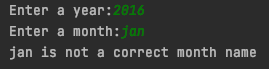 Enter a year:2016
Enter a month:jan
jan is not a correct month name